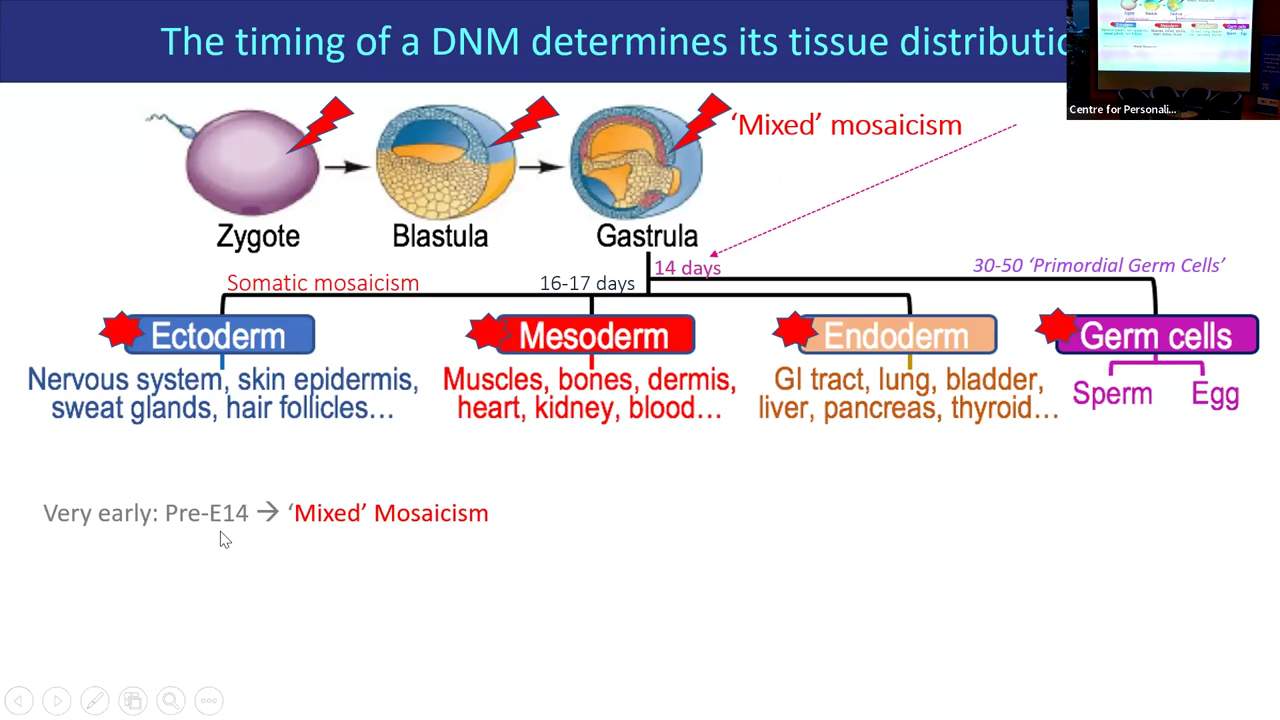 The timing of a DNM determines its tissue
Centre for Personali...
'Mixed' mosaicism
Zygote
Blastula
Gastrula
14 days
30-50 'Primordial Germ Cells'
Somatic mosaicism
16-17 days
Ectoderm
Mesoderm
Endoderm
Germ cells
Nervous system, skin epidermis,
sweat glands, hair follicles...
Muscles, bones, dermis,
heart, kidney, blood...
GI tract, lung, bladder,
liver, pancreas, thyroid...
Sperm
Egg
Very early: Pre-E14 → 'Mixed' Mosaicism